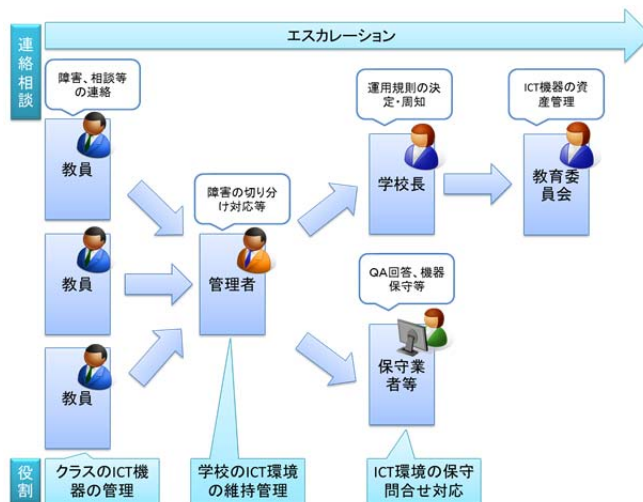 連絡相談
エスカレーション
障害、相談等
の連絡
運用規則の決
定・周知
ICT機器の資
産管理
教員
学校長
教育委
員会
障害の切り分
け対応等
教員
管理者
QA回答、機器
保守等
教員
保守業
者等
役割
クラスのICT機
器の管理
学校のICT環境
の維持管理
ICT環境の保守
問合せ対応